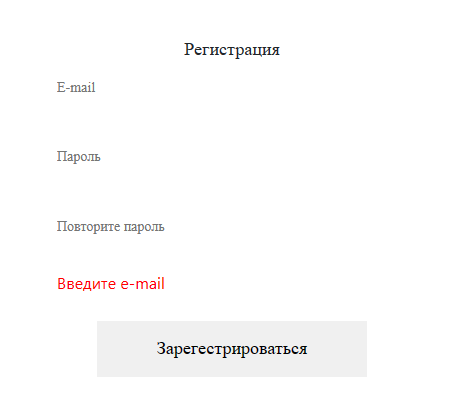 Регистрация
E-mail
Пароль
Повторите пароль
Введите e-mail
Зарегестрироваться